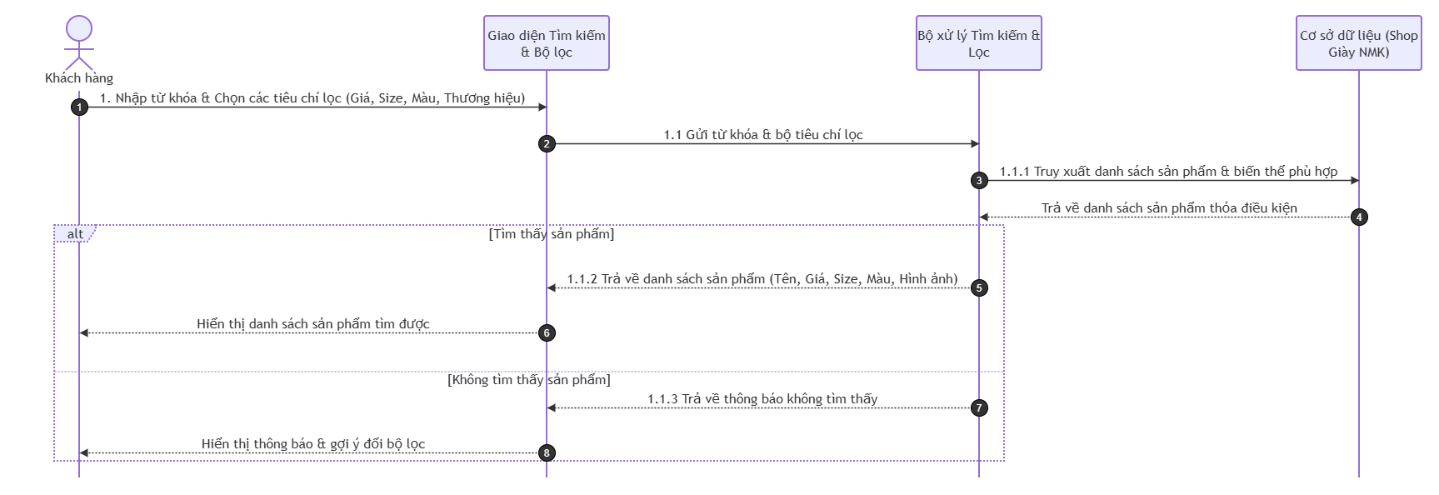 Khách hàng
Giao diện Tìm kiếm
& Bộ lọc
Bộ xử lý Tìm kiếm &
Lọc
Cơ sở dữ liệu (Shop
Giày NMK)
1 1. Nhập từ khóa & Chọn các tiêu chí lọc (Giá, Size, Màu, Thương hiệu)
2 1.1 Gửi từ khóa & bộ tiêu chí lọc
3 1.1.1 Truy xuất danh sách sản phẩm & biến thể phù hợp
Trả về danh sách sản phẩm thỏa điều kiện 4
alt [Tìm thấy sản phẩm]
1.1.2 Trả về danh sách sản phẩm (Tên, Giá, Size, Màu, Hình ảnh) 5
Hiển thị danh sách sản phẩm tìm được 6
[Không tìm thấy sản phẩm]
1.1.3 Trả về thông báo không tìm thấy 7
Hiển thị thông báo & gợi ý đổi bộ lọc 8